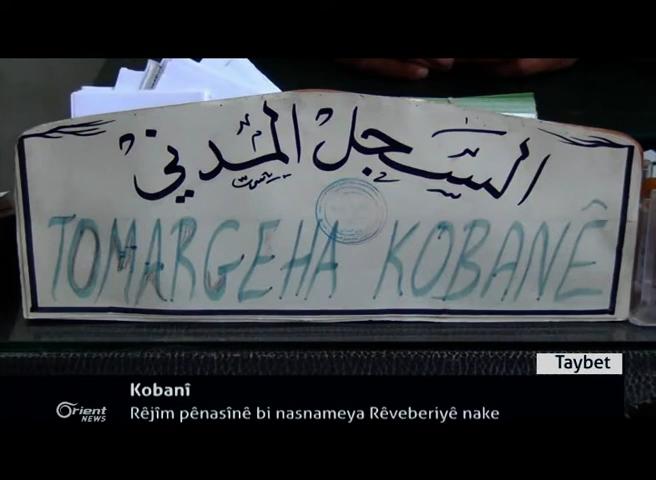 السجل المدني
TOMARGEHA KOBANÊ
Taybet
Kobanî
Orient NEWS
Rêjîm pênasînê bi nasnameya Rêveberiyê nake